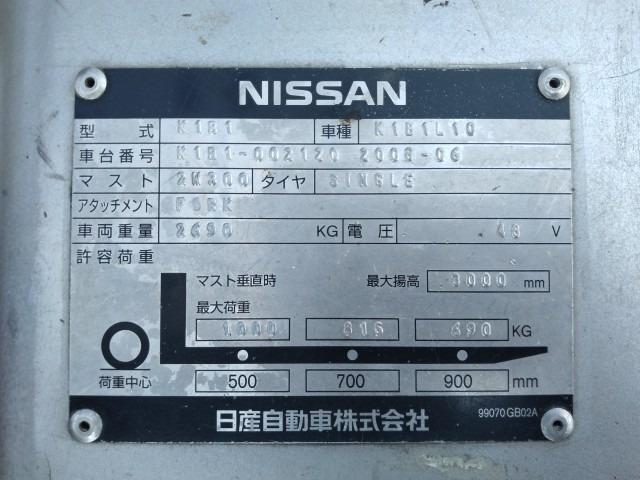 NISSAN
型式 K1B1 車種 K1B1L10
車台番号 K1B1-002120 2008-06
マスト 2M300 タイヤ SINGLE
アタッチメント FORK
車両重量 2690 KG 電圧 48 V
許容荷重
マスト垂直時 最大揚高 3000 mm
最大荷重
1000 815 690 KG
荷重中心 500 700 900 mm
日産自動車株式会社 99070 GB02A